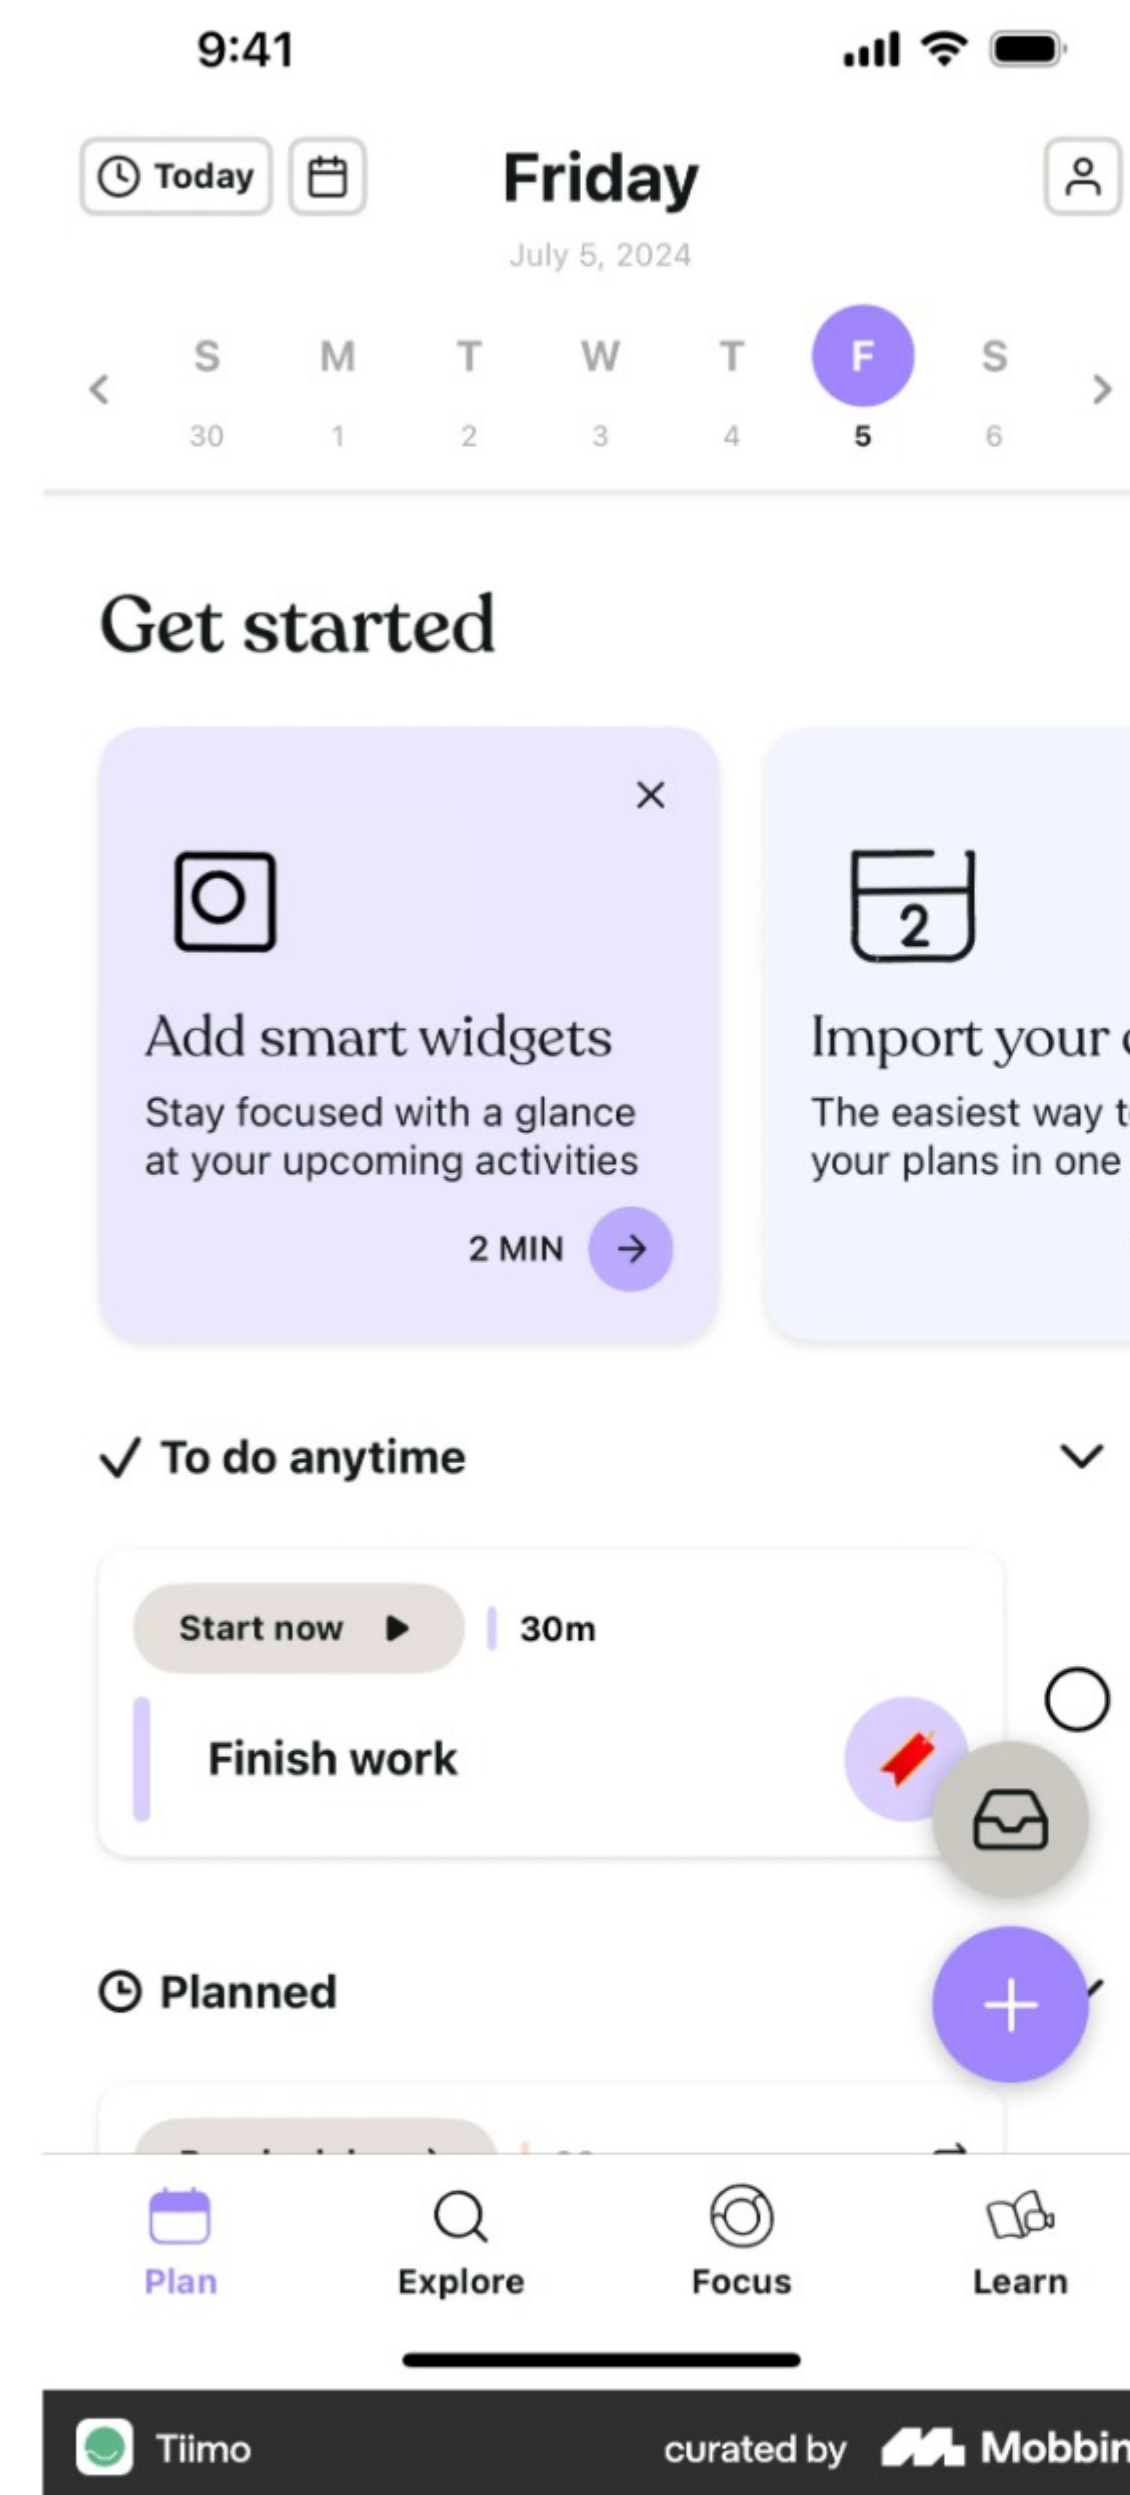 9:41
Today
Friday
July 5, 2024
S M T W T F S
30 1 2 3 4 5 6
Get started
2
Add smart widgets
Import your
Stay focused with a glance
at your upcoming activities
The easiest way
your plans in one
2 MIN
To do anytime
Start now
30m
Finish work
Planned
Plan
Explore
Focus
Learn
Tiimo
curated by
Mobbin